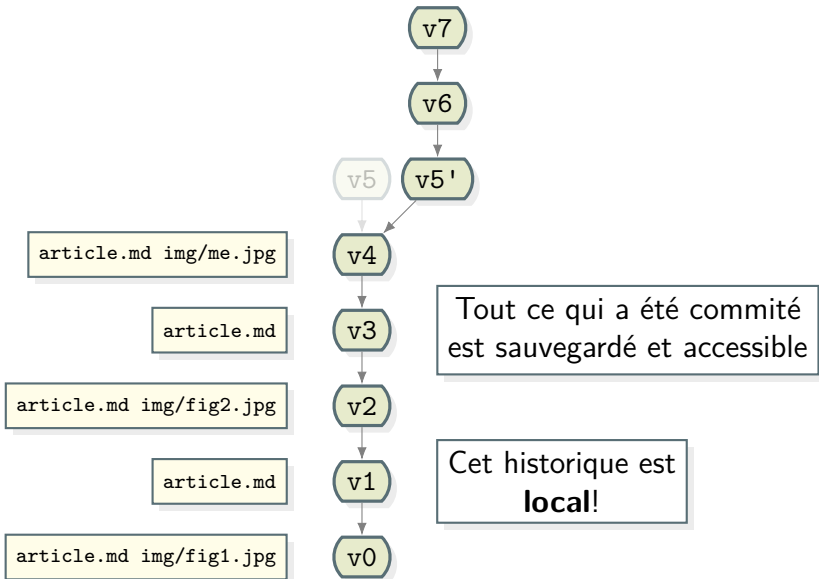 v7
v6
v5 v5'
article.md img/me.jpg v4
article.md v3
Tout ce qui a été commité
est sauvegardé et accessible
article.md img/fig2.jpg v2
article.md v1
Cet historique est
local!
article.md img/fig1.jpg v0